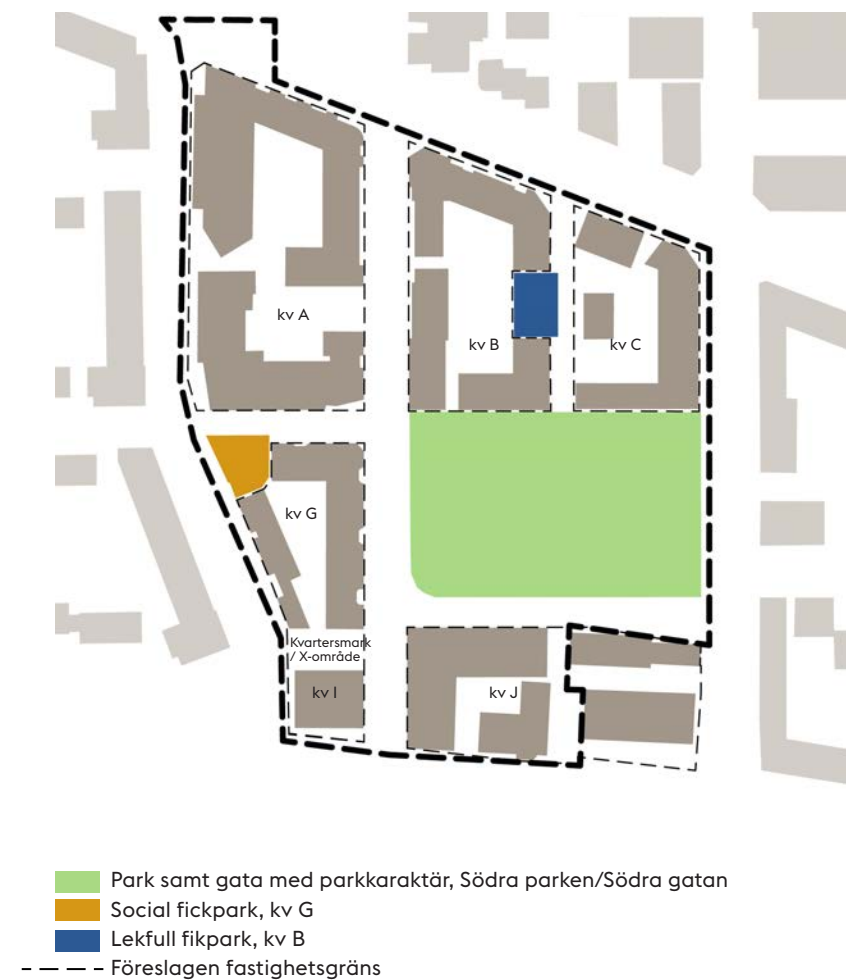 kv A
kv B
kv C
kv G
Kvartersmark
/ X-område
kv I
kv J
Park samt gata med parkkaraktär, Södra parken/Södra gatan
Social fickpark, kv G
Lekfull fikpark, kv B
Föreslagen fastighetsgräns